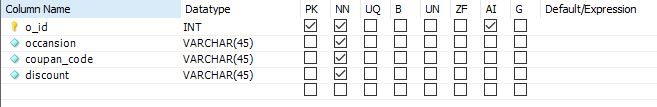 Column Name Datatype PK NN UQ B UN ZF AI G Default/Expression
o_id INT
occansion VARCHAR(45)
coupan_code VARCHAR(45)
discount VARCHAR(45)